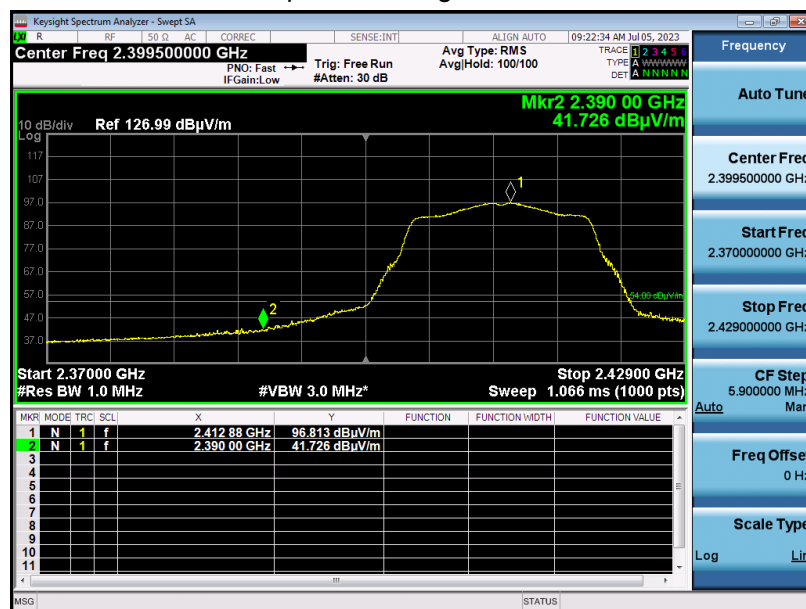 Keysight Spectrum Analyzer - Swept SA
LXI R RF 50 Ω AC CORREC SENSE:INT ALIGN AUTO 09:22:34 AM Jul 05, 2023
Center Freq 2.399500000 GHz
PNO: Fast
IFGain:Low
Trig: Free Run
#Atten: 30 dB
Avg Type: RMS
Avg|Hold: 100/100
TRACE 1 2 3 4 5 6
TYPE A WWWWW
DET A N N N N N
Mkr2 2.390 00 GHz
41.726 dBµV/m
10 dB/div Ref 126.99 dBµV/m
Log
117
107
97.0
87.0
77.0
67.0
57.0
47.0
37.0
1
2
54.00 dBµV/m
Start 2.37000 GHz Stop 2.42900 GHz
#Res BW 1.0 MHz #VBW 3.0 MHz* Sweep 1.066 ms (1000 pts)
MKR MODE TRC SCL X Y FUNCTION FUNCTION WIDTH FUNCTION VALUE
1 N 1 f 2.412 88 GHz 96.813 dBµV/m
2 N 1 f 2.390 00 GHz 41.726 dBµV/m
3
4
5
6
7
8
9
10
11
MSG STATUS
Frequency
Auto Tune
Center Freq
2.399500000 GHz
Start Freq
2.370000000 GHz
Stop Freq
2.429000000 GHz
CF Step
5.900000 MHz
Auto Man
Freq Offset
0 Hz
Scale Type
Log Lin